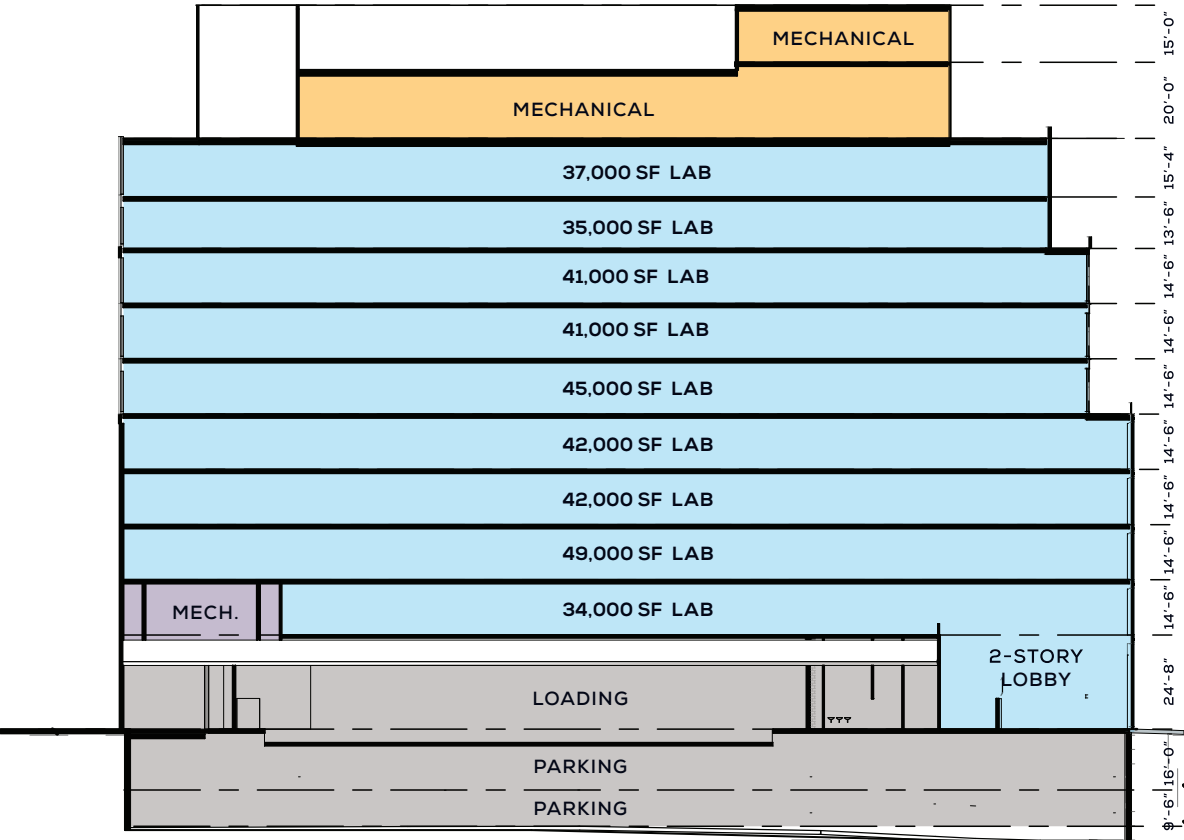 MECHANICAL
15'-0"
MECHANICAL
20'-0"
37,000 SF LAB
15'-4"
35,000 SF LAB
13'-6"
41,000 SF LAB
14'-6"
41,000 SF LAB
14'-6"
45,000 SF LAB
14'-6"
42,000 SF LAB
14'-6"
42,000 SF LAB
14'-6"
49,000 SF LAB
14'-6"
MECH.
34,000 SF LAB
14'-6"
2-STORY
LOBBY
LOADING
24'-8"
PARKING
16'-0"
PARKING
9'-6"